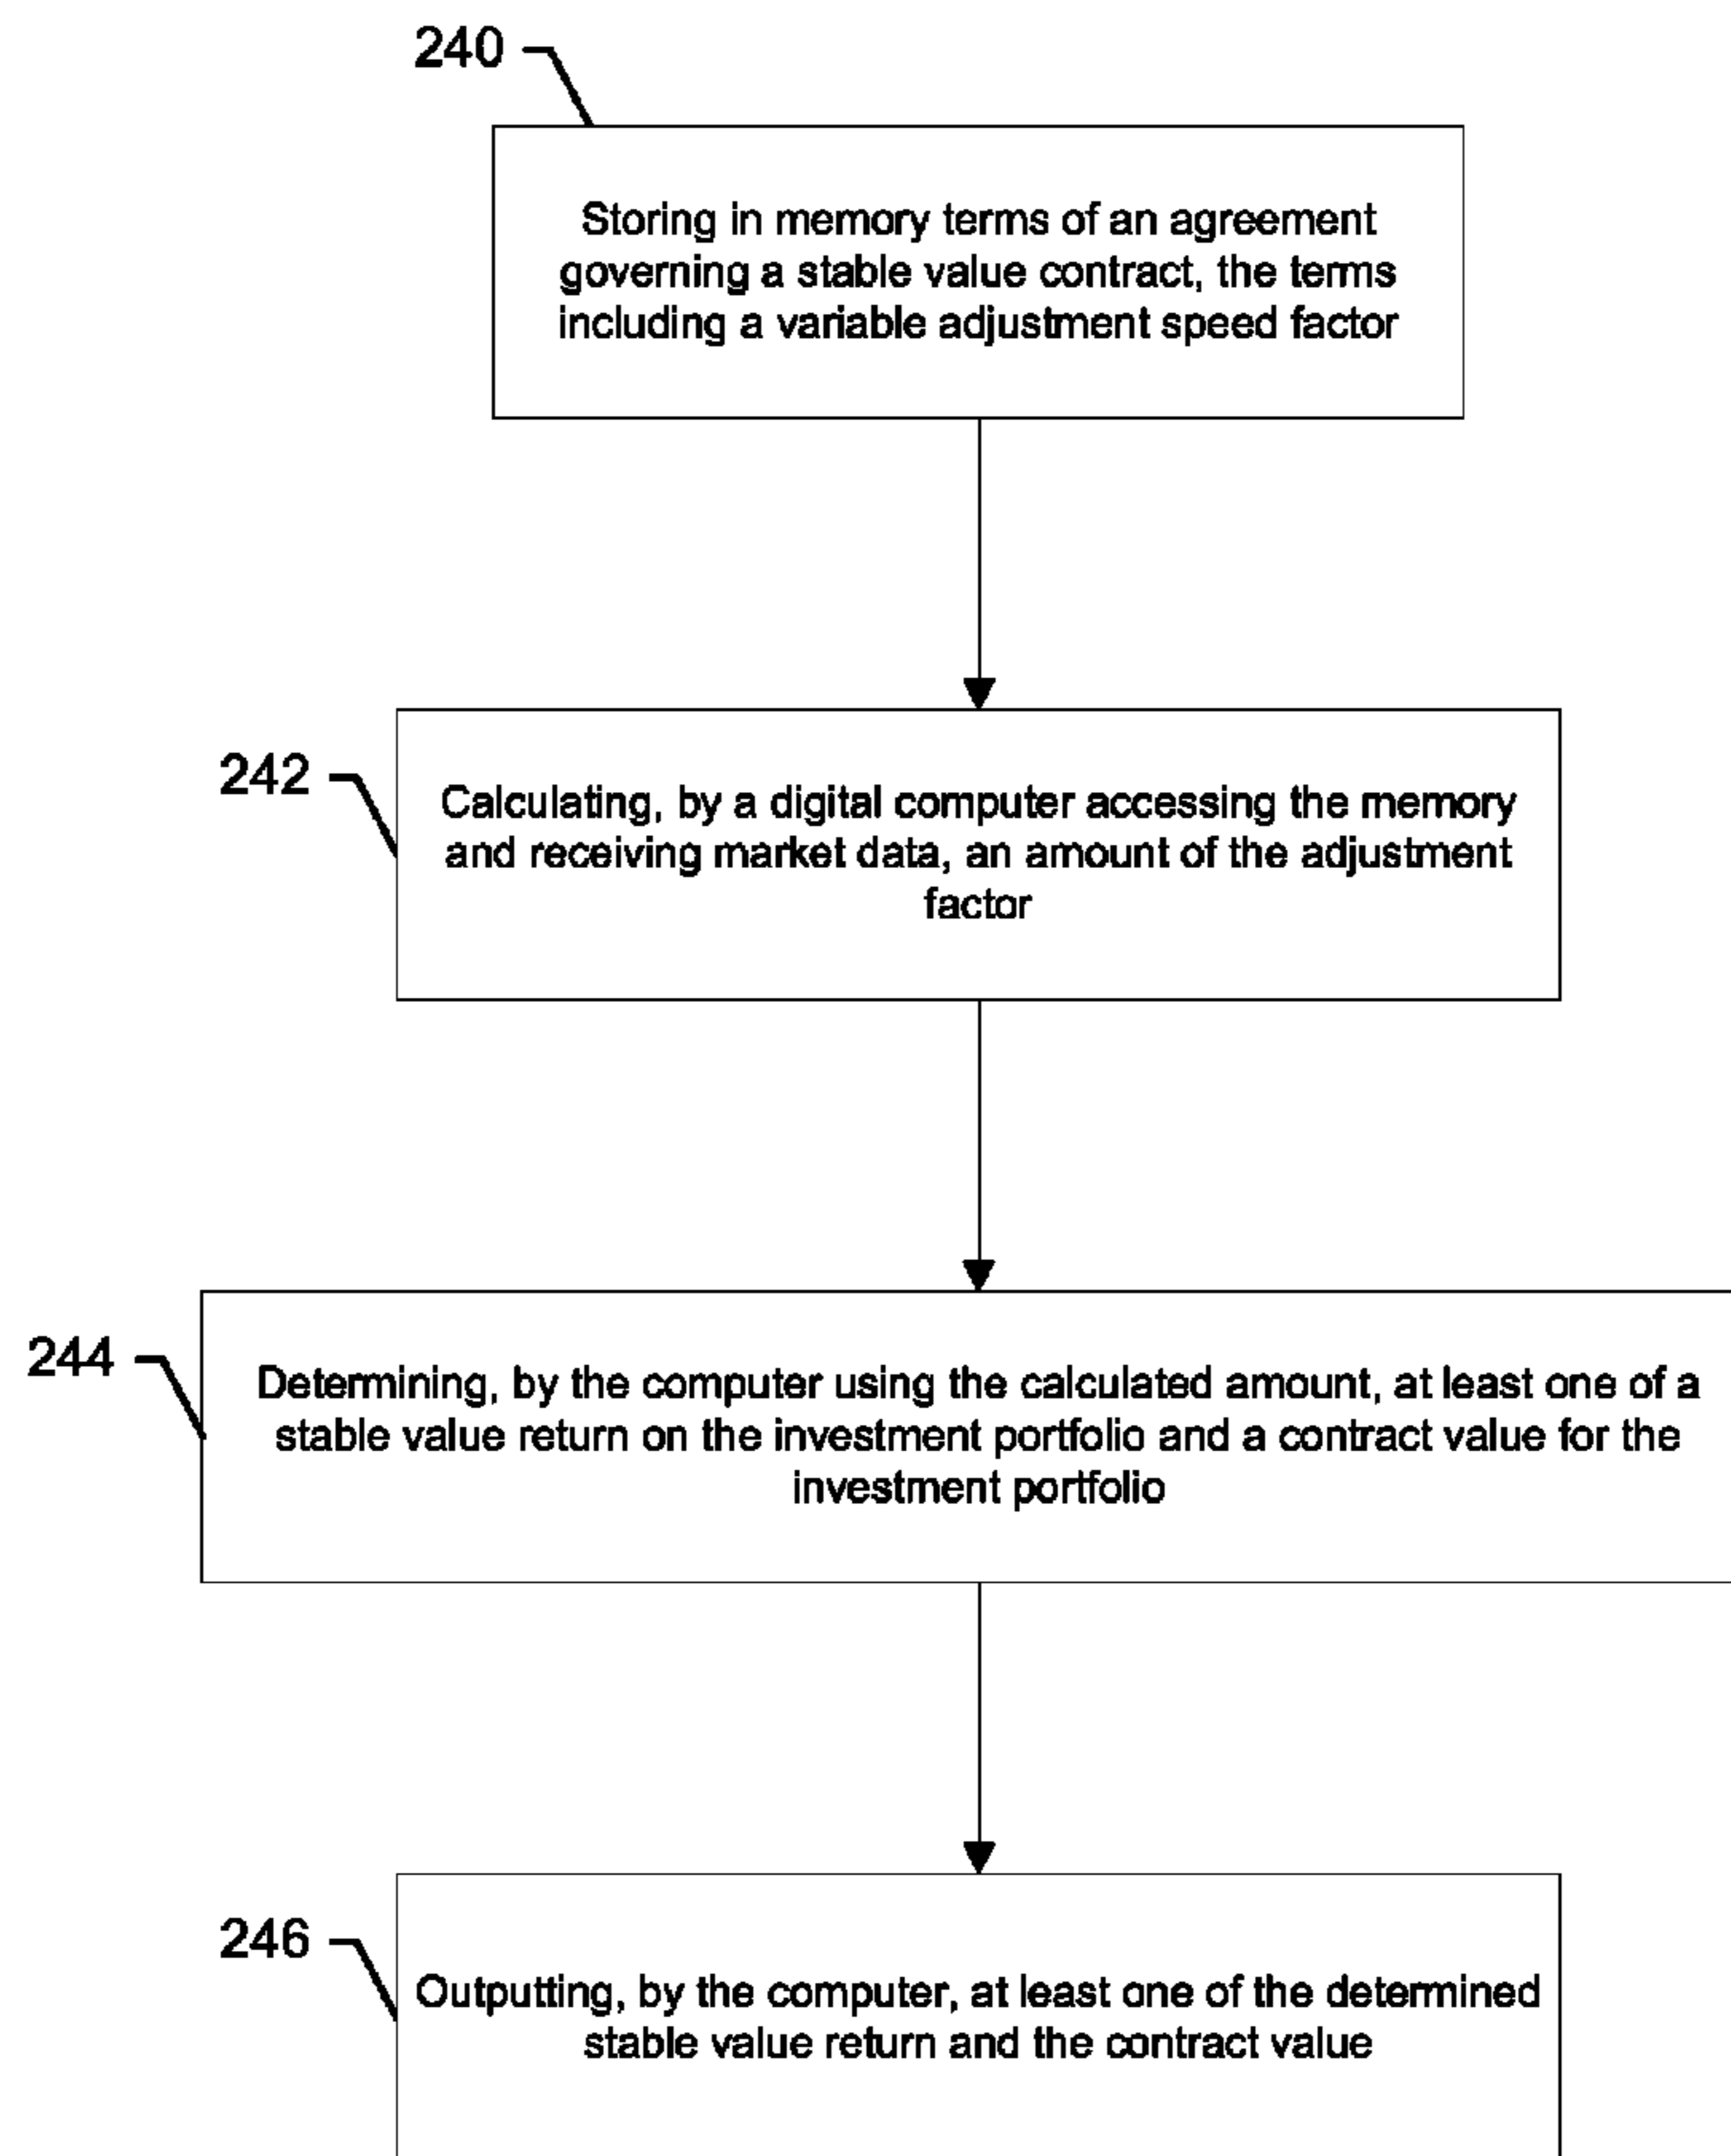 240
Storing in memory terms of an agreement
governing a stable value contract, the terms
including a variable adjustment speed factor
242
Calculating, by a digital computer accessing the memory
and receiving market data, an amount of the adjustment
factor
244
Determining, by the computer using the calculated amount, at least one of a
stable value return on the investment portfolio and a contract value for the
investment portfolio
246
Outputting, by the computer, at least one of the determined
stable value return and the contract value